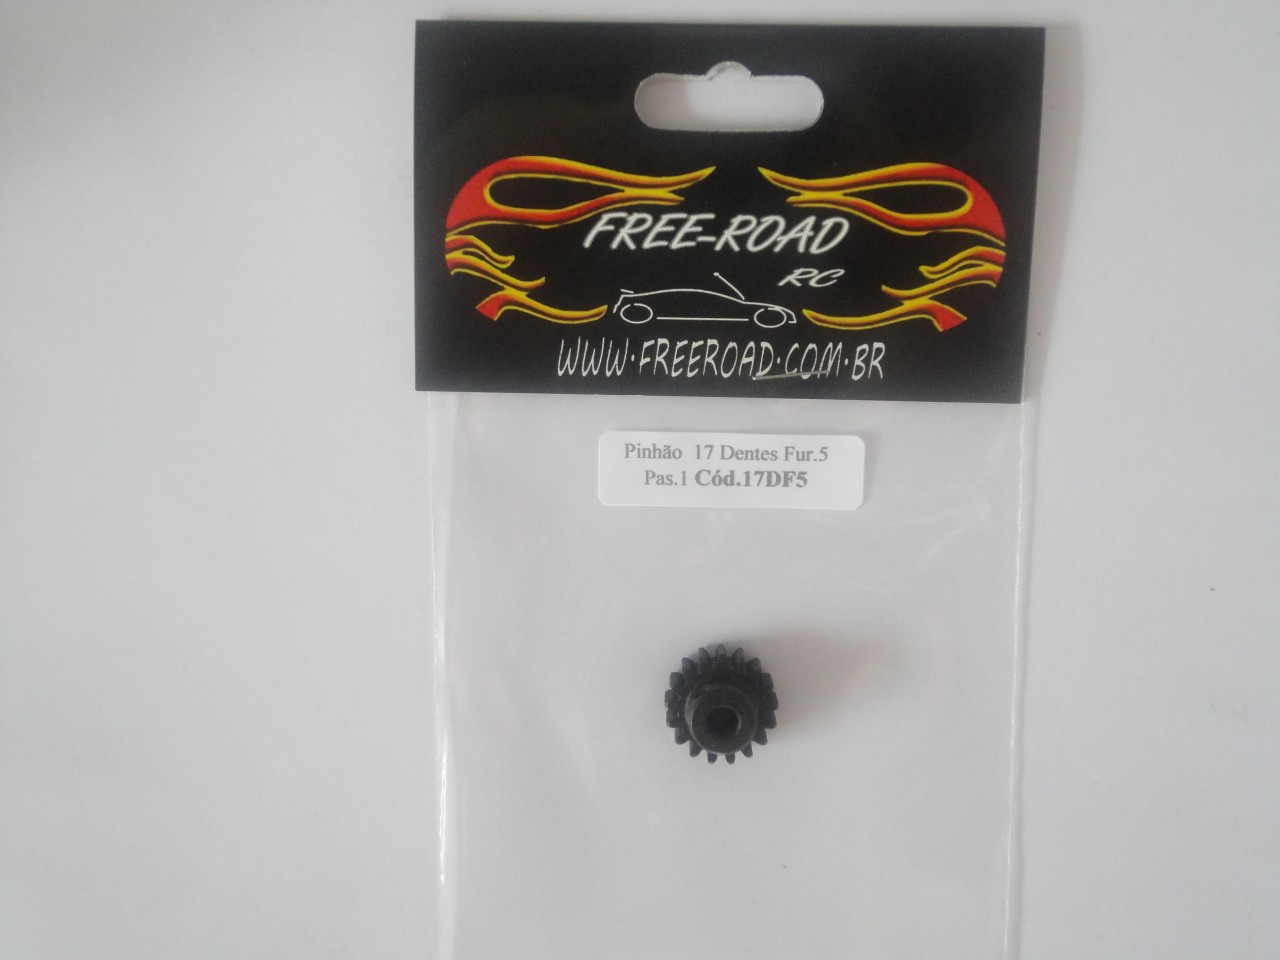 FREE-ROAD
RC
WWW.FREEROAD.COM.BR
Pinhão 17 Dentes Fur.5
Pas.1 Cód.17DF5